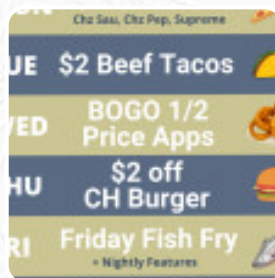 ON
Chz Sau, Chz Pep, Supreme
UE $2 Beef Tacos
ED BOGO 1/2
Price Apps
HU $2 off
CH Burger
RI Friday Fish Fry
+ Nightly Features